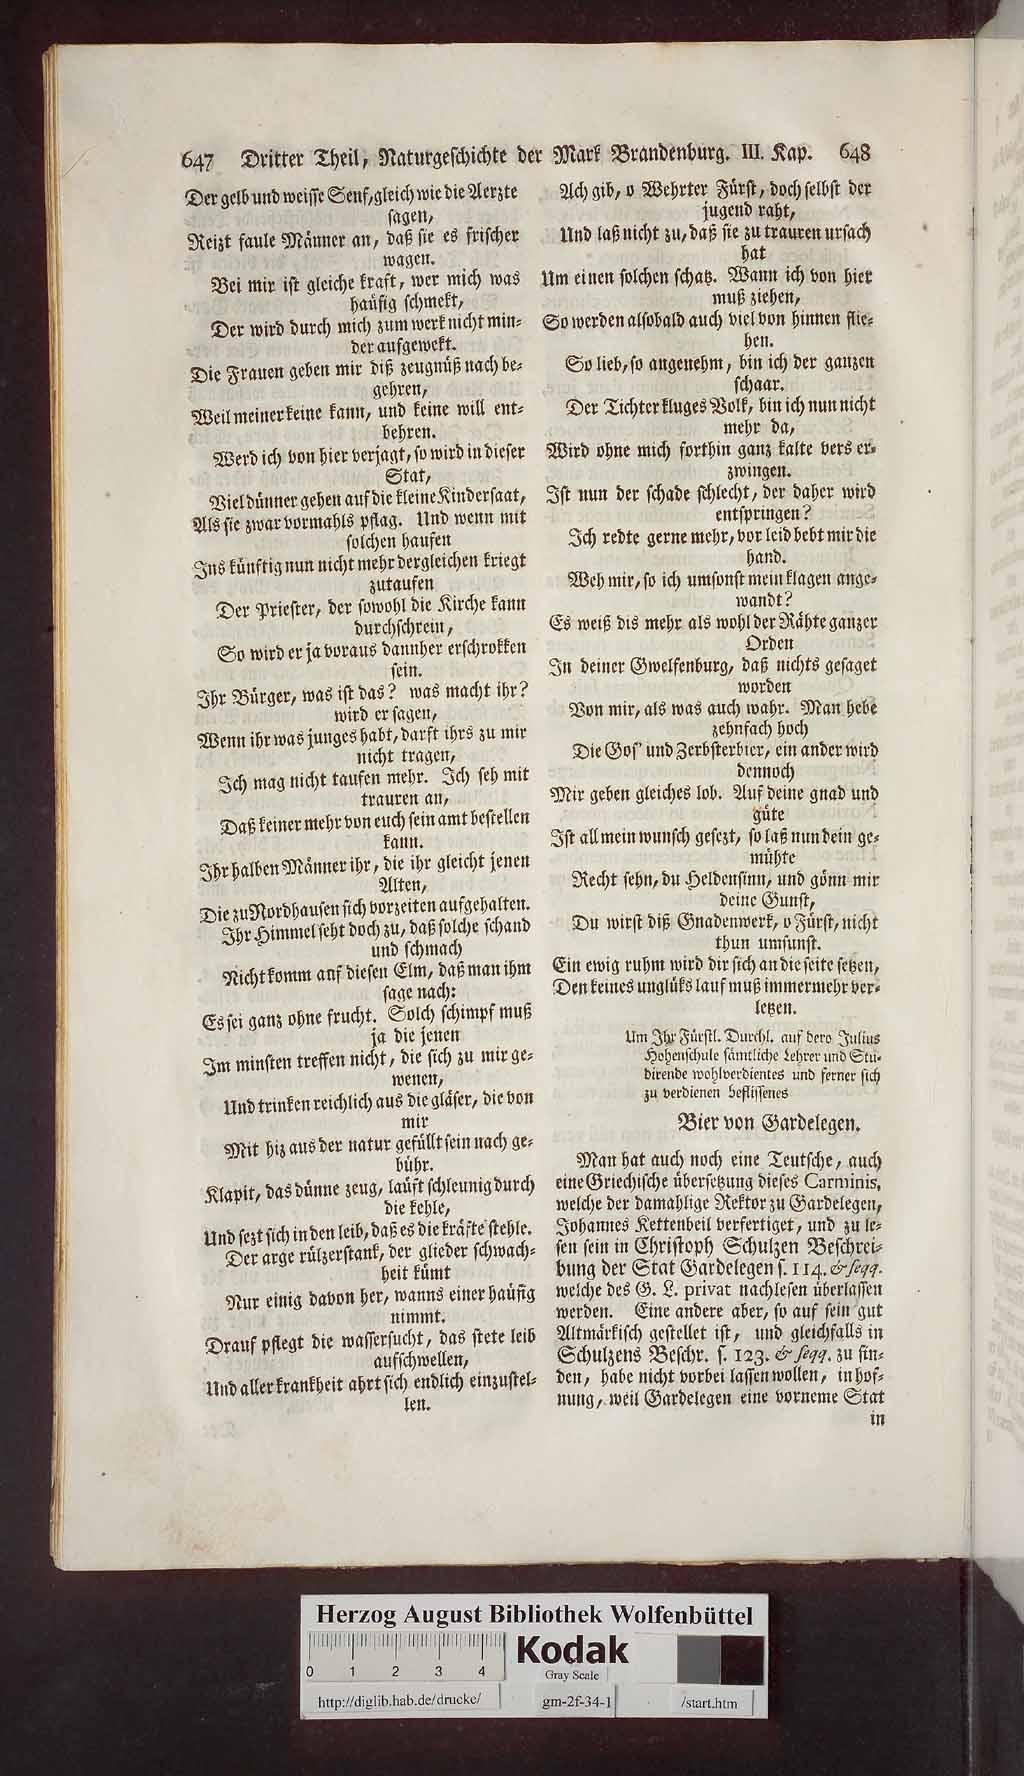 647 Dritter Theil, Naturgeschichte der Mark Brandenburg. III. Kap. 648
Der gelb und weisse Senf, gleich wie die Aerzte
sagen,
Reizt faule Männer an, daß sie es frischer
wagen.
Bei mir ist gleiche kraft, wer mich was
haüfig schmekt,
Der wird durch mich zum werk nicht min-
der aufgewekt.
Die Frauen geben mir diß zeugnüß nach be-
gehren,
Weil meiner keine kann, und keine will ent-
behren.
Werd ich von hier verjagt, so wird in dieser
Stat,
Viel dünner gehen auf die kleine Kindersaat,
Als sie zwar vormahls pflag. Und wenn mit
solchen haufen
Ins künftig nun nicht mehr dergleichen kriegt
zutaufen
Der Priester, der sowohl die Kirche kann
durchschrein,
So wird er ja voraus dannher erschrokken
sein.
Ihr Bürger, was ist das? was macht ihr?
wird er sagen,
Wenn ihr was junges habt, darft ihrs zu mir
nicht tragen,
Ich mag nicht taufen mehr. Ich seh mit
trauren an,
Daß keiner mehr von euch sein amt bestellen
kann.
Ihr halben Männer ihr, die ihr gleicht jenen
Alten,
Die zu Nordhausen sich vorzeiten aufgehalten.
Ihr Himmel seht doch zu, daß solche schand
und schmach
Nicht komm auf diesen Elm, daß man ihm
sage nach:
Es sei ganz ohne frucht. Solch schimpf muß
ja die jenen
Im minsten treffen nicht, die sich zu mir ge-
wenen,
Und trinken reichlich aus die gläser, die von
mir
Mit hiz aus der natur gefüllt sein nach ge-
bühr.
Klapit, das dünne zeug, laüft schleunig durch
die kehle,
Und sezt sich in den leib, daß es die kräfte stehle.
Der arge rülzerstank, der glieder schwach-
heit kümt
Nur einig davon her, wanns einer haüfig
nimmt.
Drauf pflegt die wassersucht, das stete leib
aufschwellen,
Und aller krankheit ahrt sich endlich einzustel-
len.
Ach gib, o Wehrter Fürst, doch selbst der
jugend raht,
Und laß nicht zu, daß sie zu trauren ursach
hat
Um einen solchen schatz. Wann ich von hier
muß ziehen,
So werden alsobald auch viel von hinnen flie-
hen.
So lieb, so angenehm, bin ich der ganzen
schaar.
Der Tichter kluges Volk, bin ich nun nicht
mehr da,
Wird ohne mich forthin ganz kalte vers er-
zwingen.
Ist nun der schade schlecht, der daher wird
entspringen?
Ich redte gerne mehr, vor leid bebt mir die
hand.
Weh mir, so ich umsonst mein klagen ange-
wandt?
Es weiß dis mehr als wohl der Rähte ganzer
Orden
In deiner Gwelfenburg, daß nichts gesaget
worden
Von mir, als was auch wahr. Man hebe
zehnfach hoch
Die Gos' und Zerbsterbier, ein ander wird
dennoch
Mir geben gleiches lob. Auf deine gnad und
güte
Ist all mein wunsch gesezt, so laß nun dein ge-
mühte
Recht sehn, du Heldensinn, und gönn mir
deine Gunst,
Du wirst diß Gnadenwerk, o Fürst, nicht
thun umsunst.
Ein ewig ruhm wird dir sich an die seite setzen,
Den keines unglüks lauf muß immermehr ver-
letzen.
Um Ihr Fürstl. Durchl. auf dero Julius
Hohenschule sämtliche Lehrer und Stu-
dirende wohlverdientes und ferner sich
zu verdienen beflissenes
Bier von Gardelegen.
Man hat auch noch eine Teutsche, auch
eine Griechische übersetzung dieses Carminis,
welche der damahlige Rektor zu Gardelegen,
Johannes Kettenbeil verfertiget, und zu le-
sen sein in Christoph Schulzen Beschrei-
bung der Stat Gardelegen s. 114. & seqq.
welche des G. L. privat nachlesen überlassen
werden. Eine andere aber, so auf sein gut
Altmärkisch gestellet ist, und gleichfalls in
Schulzens Beschr. s. 123. & seqq. zu fin-
den, habe nicht vorbei lassen wollen, in hof-
nung, weil Gardelegen eine vorneme Stat
in
Herzog August Bibliothek Wolfenbüttel
0 1 2 3 4
Kodak
Gray Scale
http://diglib.hab.de/drucke/ gm-2f-34-1 /start.htm